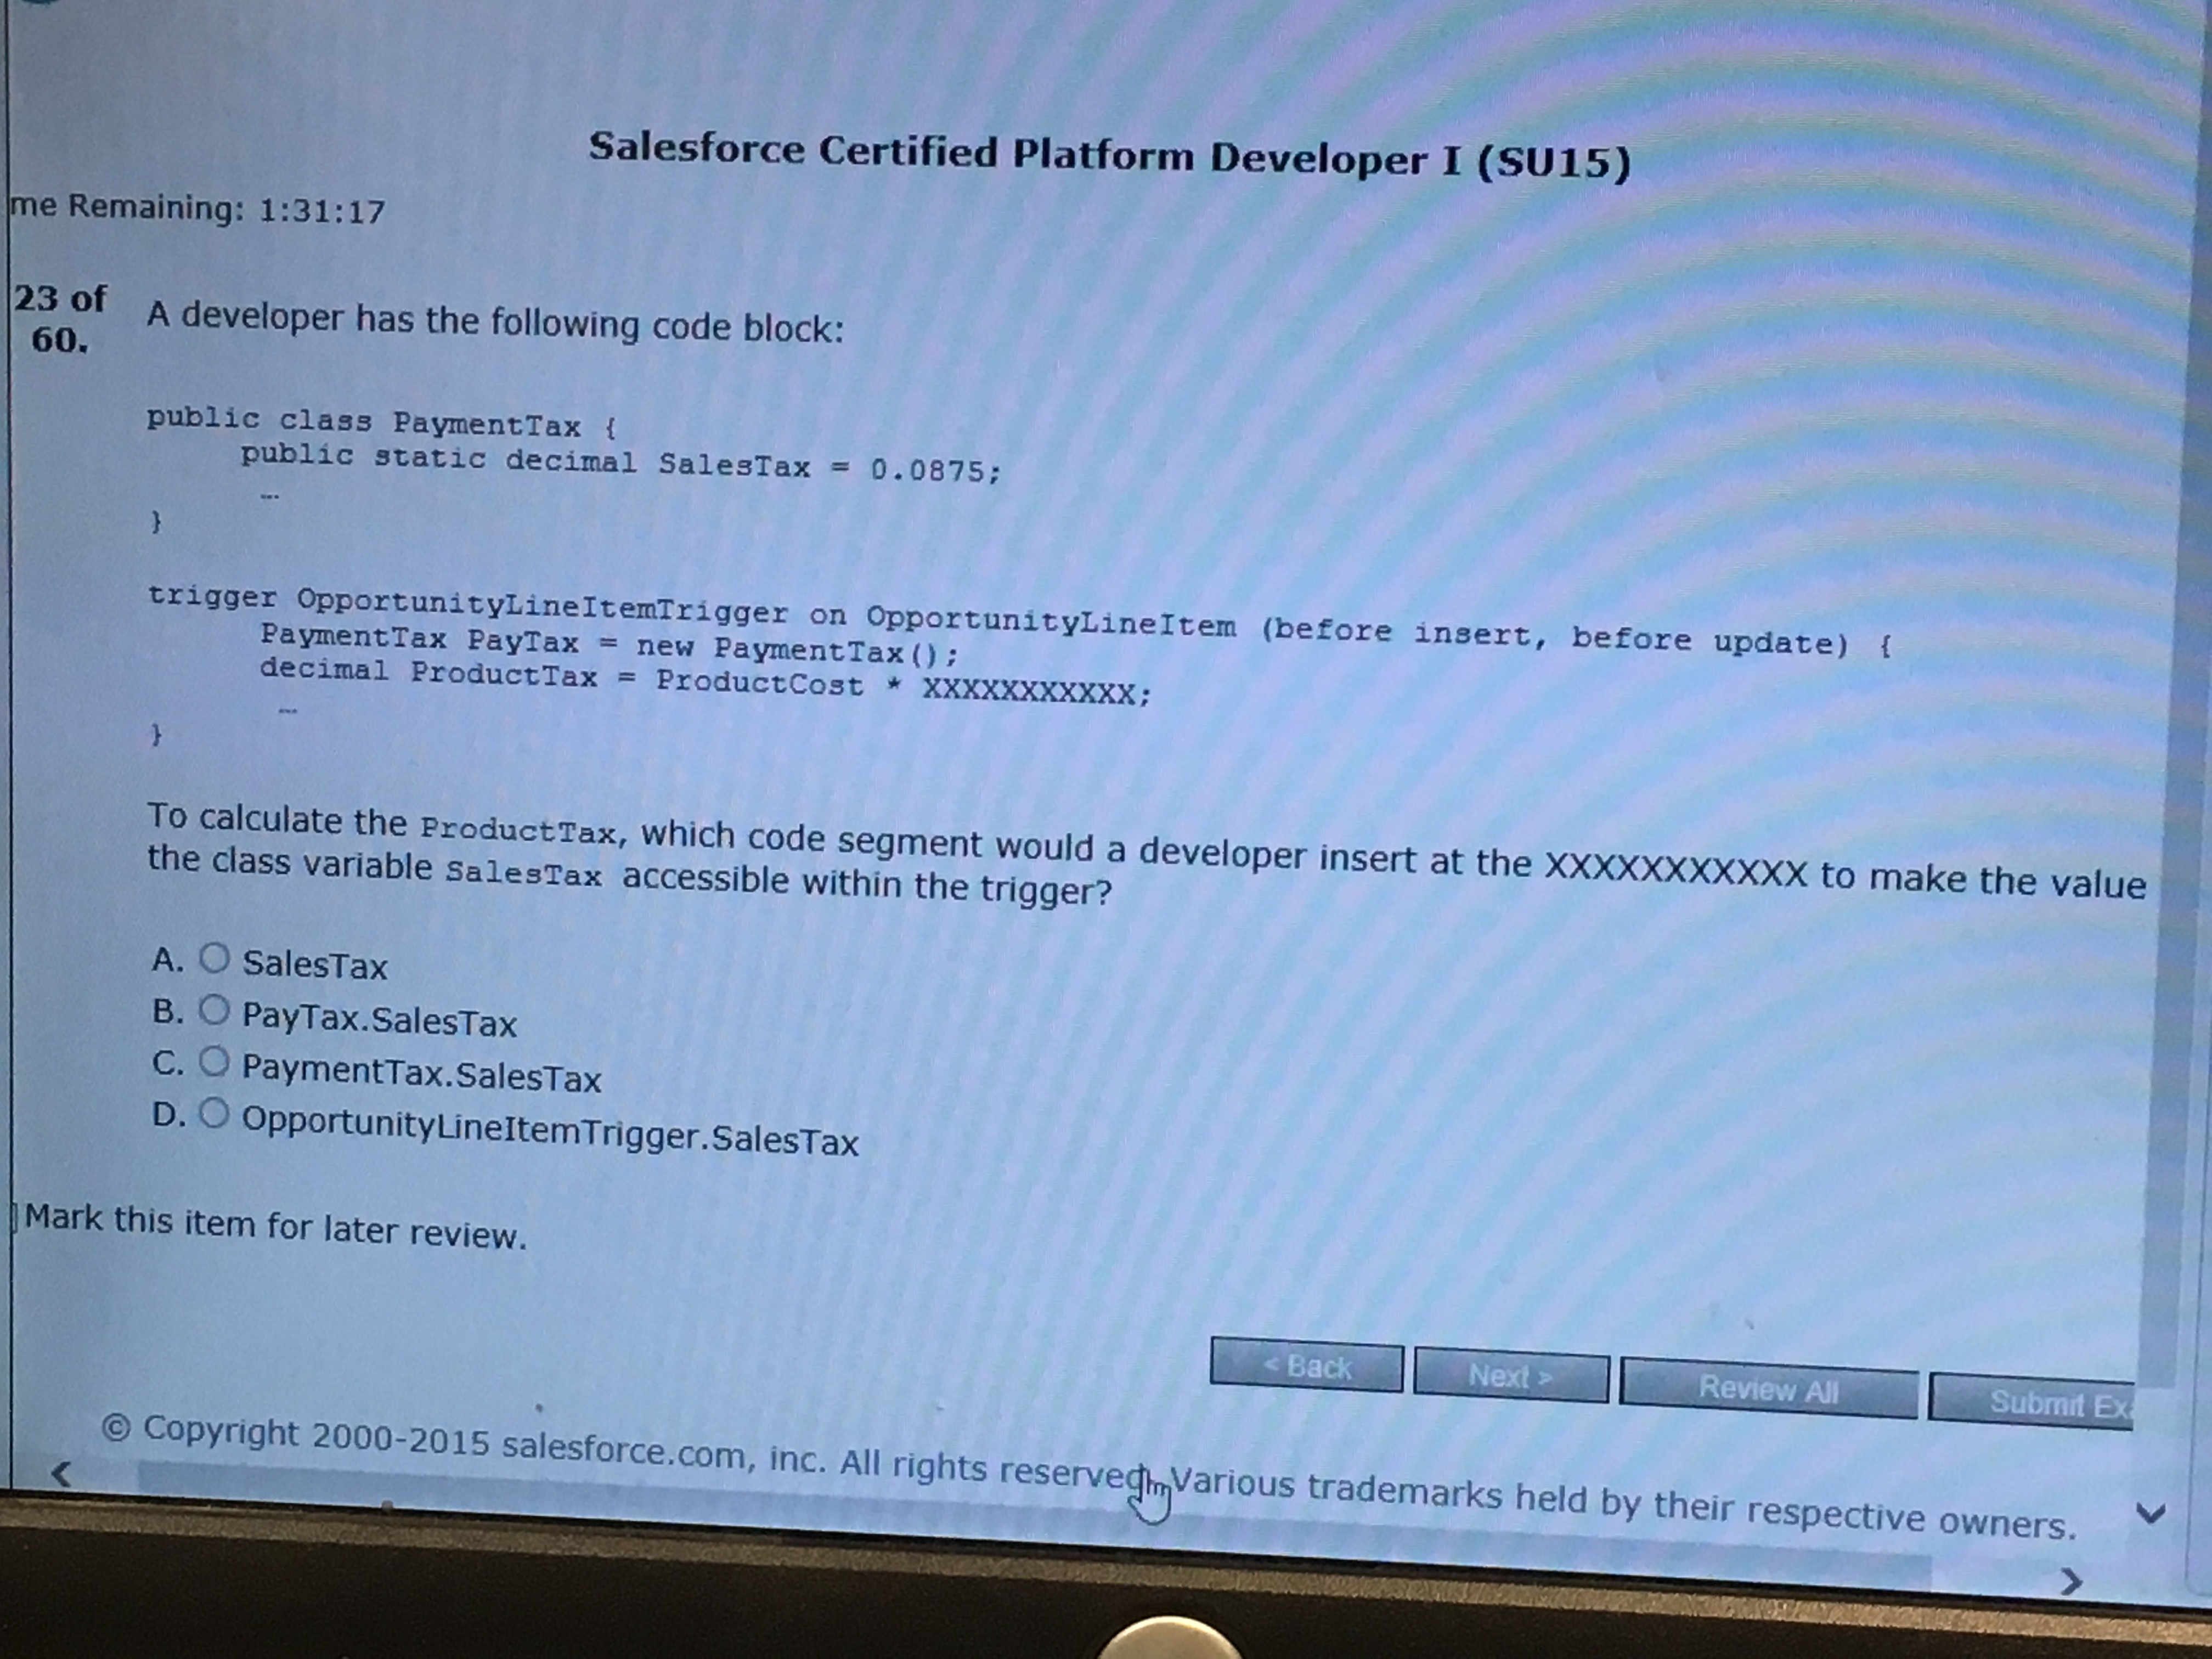 Salesforce Certified Platform Developer I (SU15)
me Remaining: 1:31:17
23 of
60.
A developer has the following code block:
public class PaymentTax {
public static decimal SalesTax = 0.0875;
...
}
trigger OpportunityLineItemTrigger on OpportunityLineItem (before insert, before update) {
PaymentTax PayTax = new PaymentTax();
decimal ProductTax = ProductCost * XXXXXXXXXXX;
...
}
To calculate the ProductTax, which code segment would a developer insert at the XXXXXXXXXXX to make the value
the class variable SalesTax accessible within the trigger?
A. SalesTax
B. PayTax.SalesTax
C. PaymentTax.SalesTax
D. OpportunityLineItemTrigger.SalesTax
Mark this item for later review.
< Back
Next >
Review All
Submit Ex
© Copyright 2000-2015 salesforce.com, inc. All rights reserved. Various trademarks held by their respective owners.